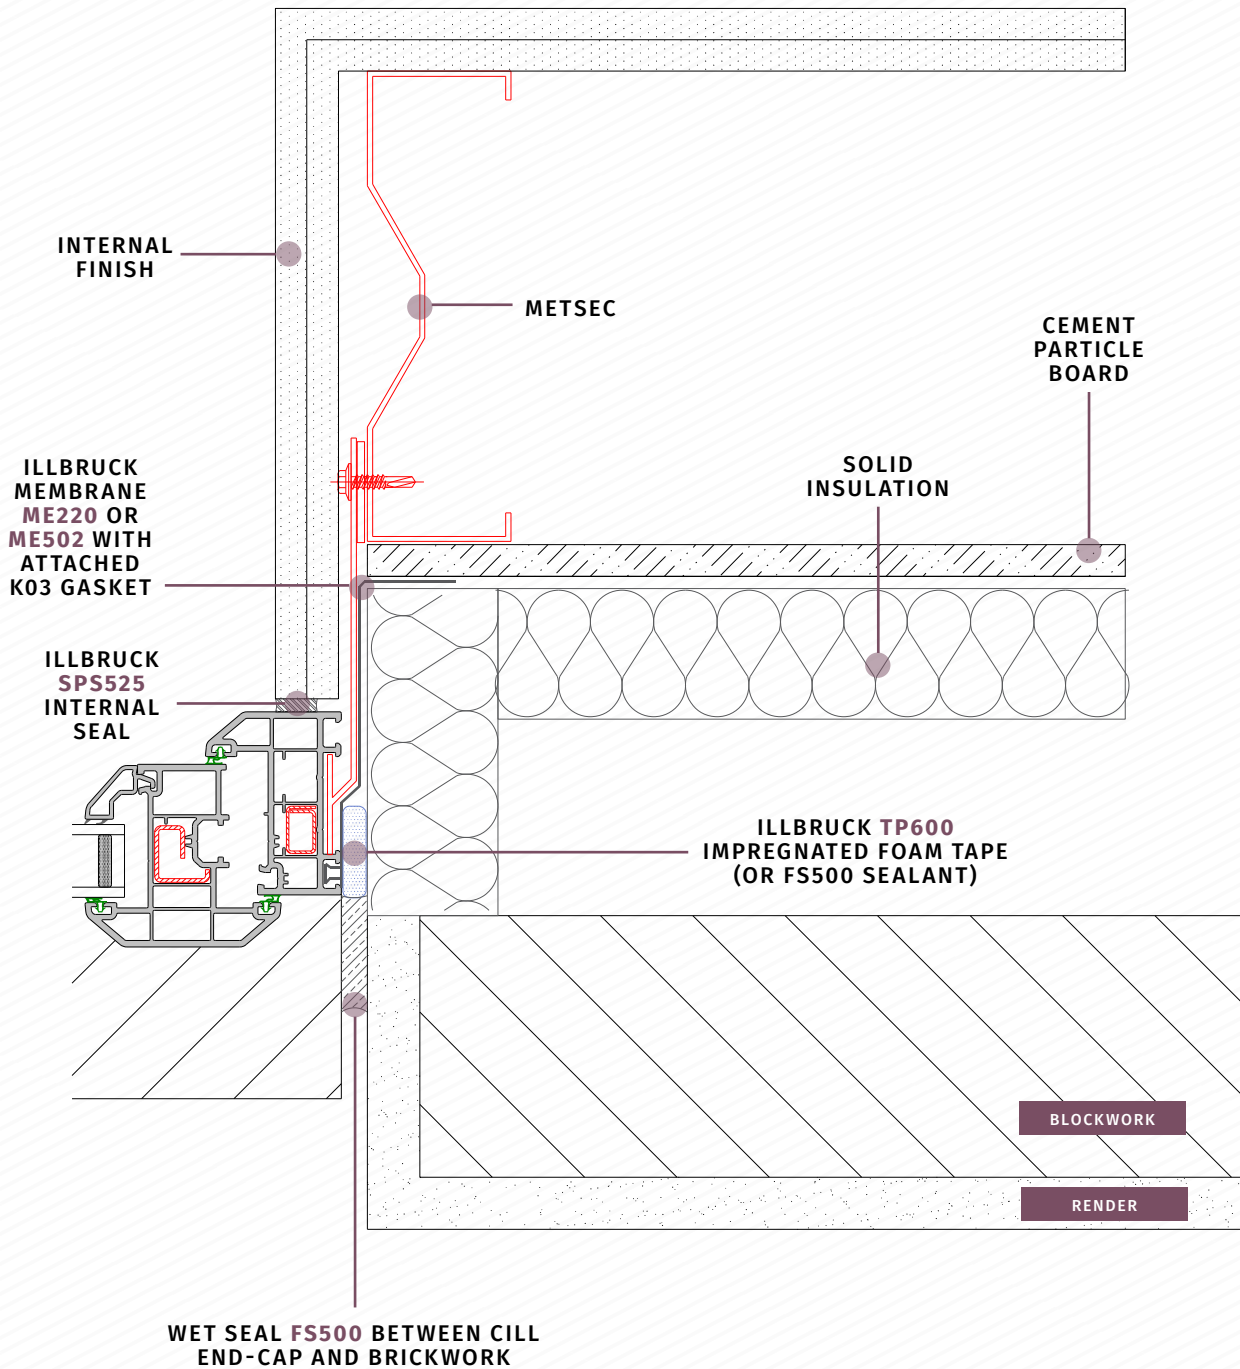 INTERNAL
FINISH
METSEC
CEMENT
PARTICLE
BOARD
SOLID
INSULATION
ILLBRUCK
MEMBRANE
ME220 OR
ME502 WITH
ATTACHED
K03 GASKET
ILLBRUCK
SPS525
INTERNAL
SEAL
ILLBRUCK TP600
IMPREGNATED FOAM TAPE
(OR FS500 SEALANT)
BLOCKWORK
RENDER
WET SEAL FS500 BETWEEN CILL
END-CAP AND BRICKWORK